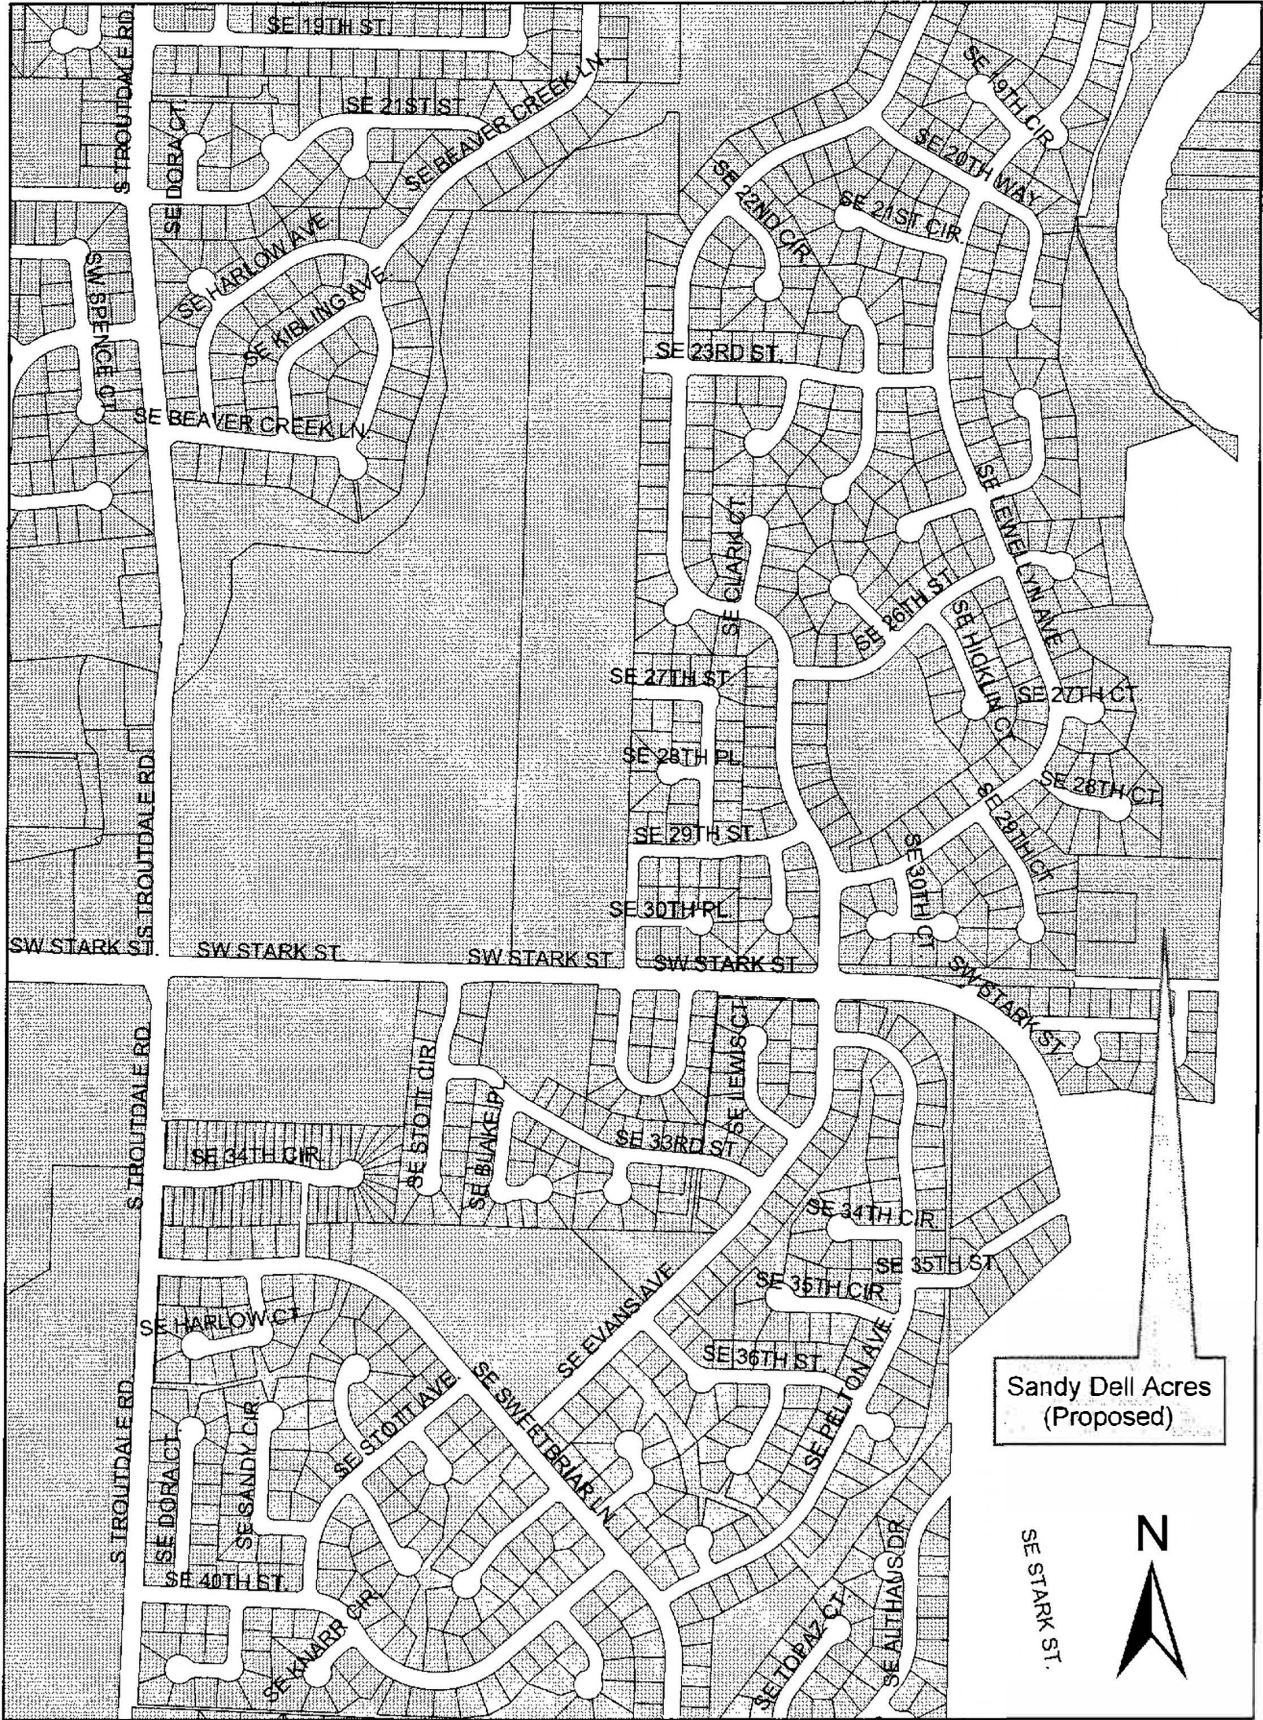 SE 19TH ST.
S TROUTDALE RD.
SE 19TH CIR.
SE BEAVER CREEK LN.
SE 21ST ST.
SE DORA CT.
SE 20TH WAY
SE 22ND CIR.
SE 21ST CIR.
SE HARLOW AVE
SW SPENCE CT.
SE KIBLING AVE.
SE 23RD ST.
SE BEAVER CREEK LN.
SE LEWELLYN AVE
SE CLARK CT.
SE 26TH ST.
SE HICKLIN CT
SE 27TH ST.
SE 27TH CT.
SE 28TH PL.
SE 28TH CT.
S TROUTDALE RD.
SE 29TH ST.
SE 29TH CT
SE 30TH CT.
SE 30TH PL.
SW STARK ST.
SW STARK ST.
SW STARK ST.
SW STARK ST.
SW STARK ST.
SE LEWIS CT.
S TROUTDALE RD.
SE STOTT CIR.
SE BLAKE PL
SE 33RD ST.
SE 34TH CIR.
SE 34TH CIR.
SE 35TH ST.
SE 35TH CIR.
SE HARLOW CT.
SE EVANS AVE
SE 36TH ST.
SE PELTON AVE
Sandy Dell Acres
(Proposed)
SE SWEETBRIAR LN.
SE STOTT AVE.
S TROUTDALE RD.
SE DORA CT.
SE SANDY CIR.
N
SE STARK ST.
SE ALTHAUS DR.
SE 40TH ST.
SE KNARR CIR.
SE TOPAZ CT.